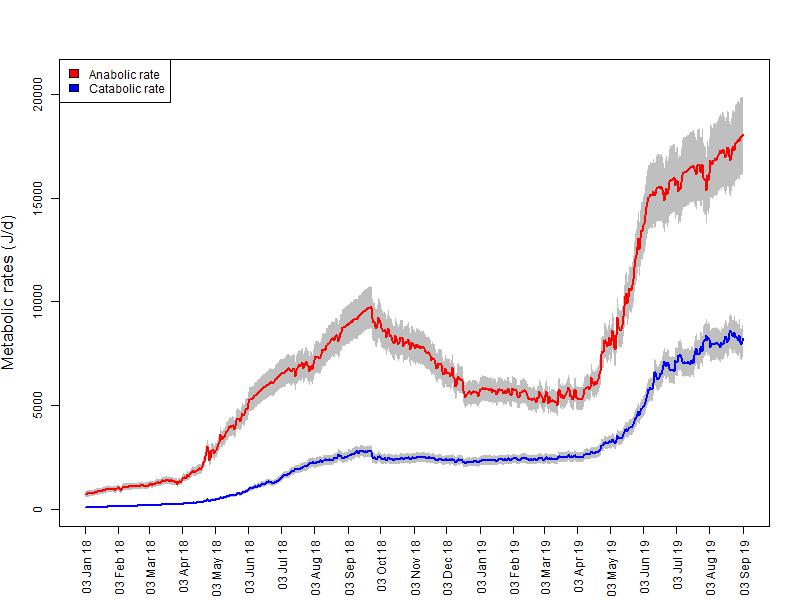 Anabolic rate
Catabolic rate
Metabolic rates (J/d)
20000
15000
10000
5000
0
03 Jan 18
03 Feb 18
03 Mar 18
03 Apr 18
03 May 18
03 Jun 18
03 Jul 18
03 Aug 18
03 Sep 18
03 Oct 18
03 Nov 18
03 Dec 18
03 Jan 19
03 Feb 19
03 Mar 19
03 Apr 19
03 May 19
03 Jun 19
03 Jul 19
03 Aug 19
03 Sep 19